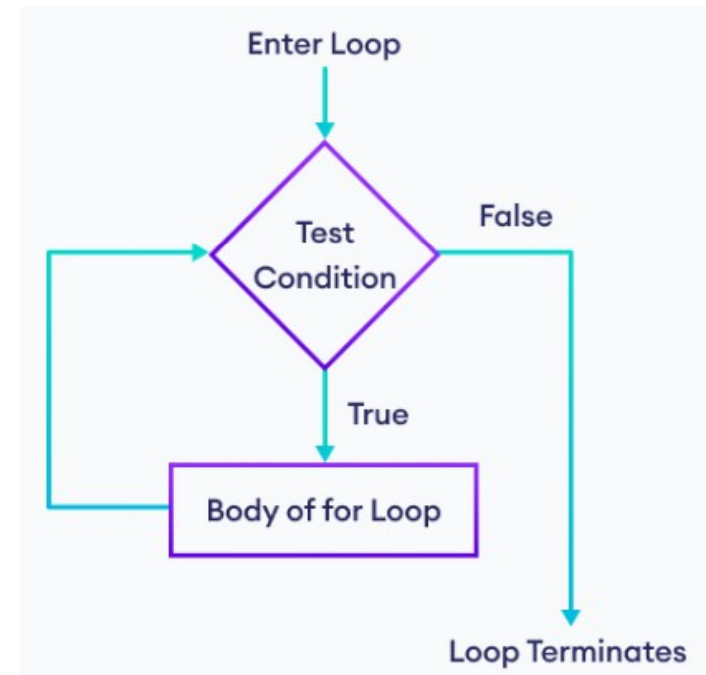 Enter Loop
False
Test
Condition
True
Body of for Loop
Loop Terminates